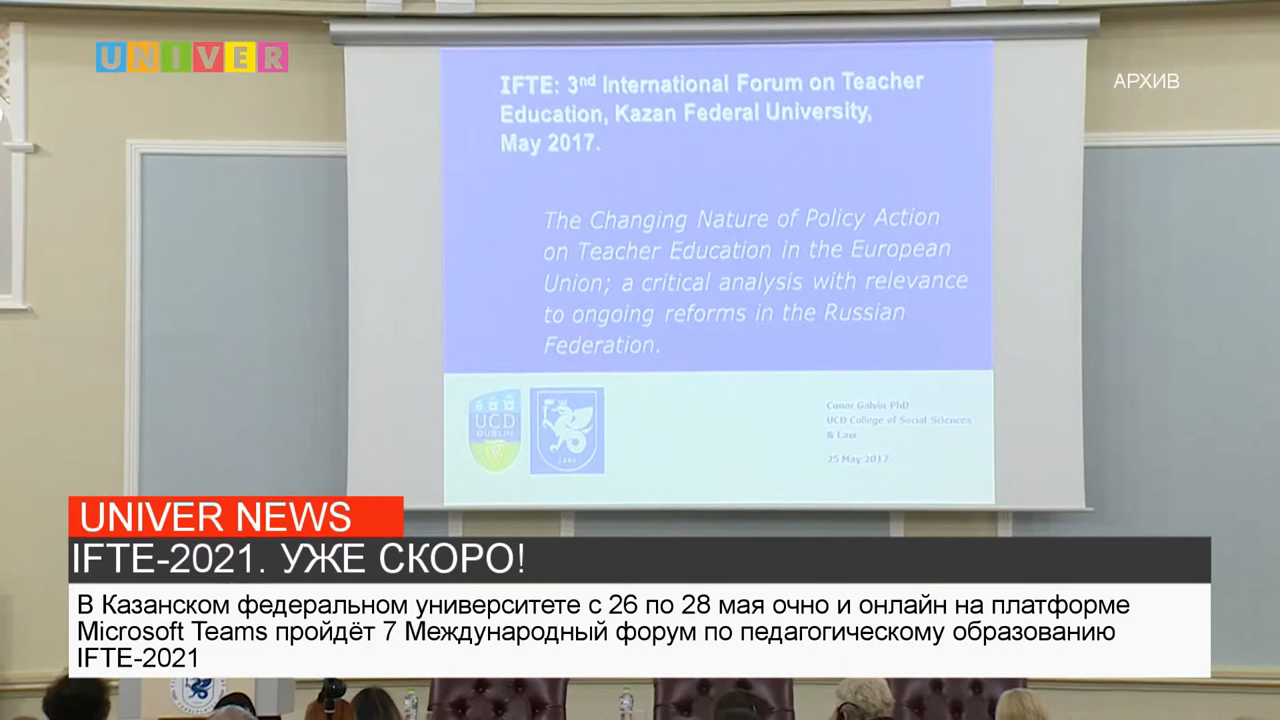 UNIVER
АРХИВ
IFTE: 3nd International Forum on Teacher
Education, Kazan Federal University,
May 2017.
The Changing Nature of Policy Action
on Teacher Education in the European
Union; a critical analysis with relevance
to ongoing reforms in the Russian
Federation.
UCD
DUBLIN
Conor Galvin PhD
UCD College of Social Sciences
& Law
25 May 2017
UNIVER NEWS
IFTE-2021. УЖЕ СКОРО!
В Казанском федеральном университете с 26 по 28 мая очно и онлайн на платформе
Microsoft Teams пройдёт 7 Международный форум по педагогическому образованию
IFTE-2021